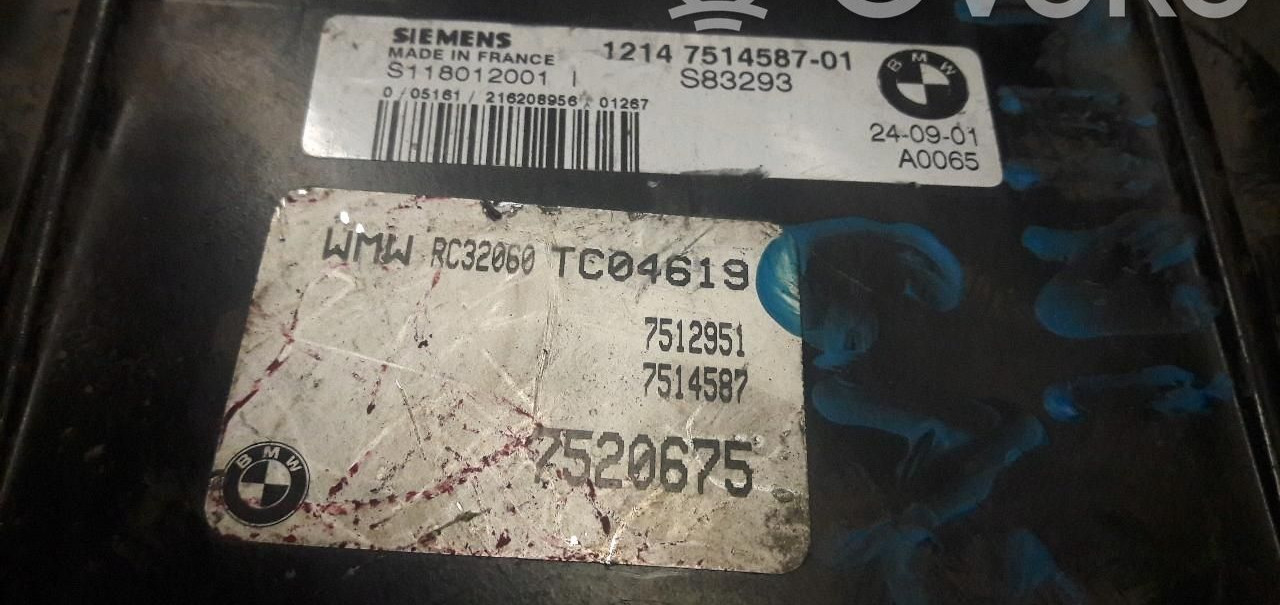 SIEMENS
MADE IN FRANCE
S118012001 I
0 / 05161 / 216208956 A 01267
1214 7514587-01
S83293
BMW
24-09-01
A0065
WMW RC32060 TC04619
7512951
7514587
7520675
BMW